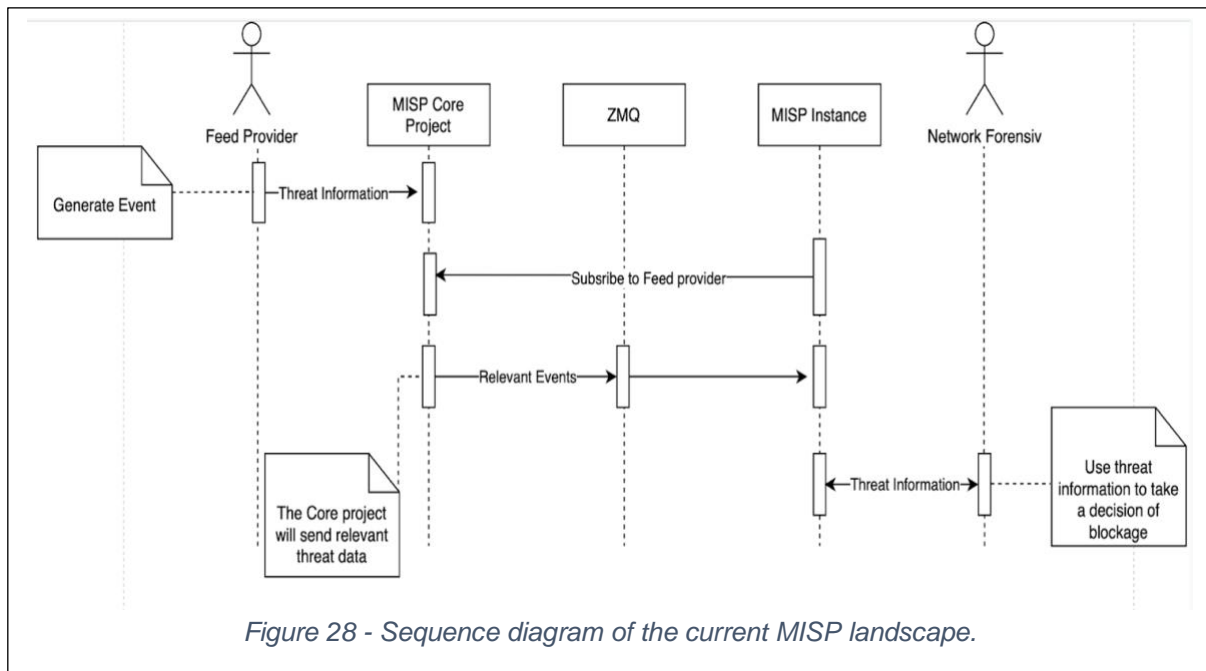 Feed Provider
MISP Core
Project
ZMQ
MISP Instance
Network Forensiv
Generate Event
Threat Information
Subsribe to Feed provider
Relevant Events
The Core project
will send relevant
threat data
Threat Information
Use threat
information to take
a decision of
blockage
Figure 28 - Sequence diagram of the current MISP landscape.